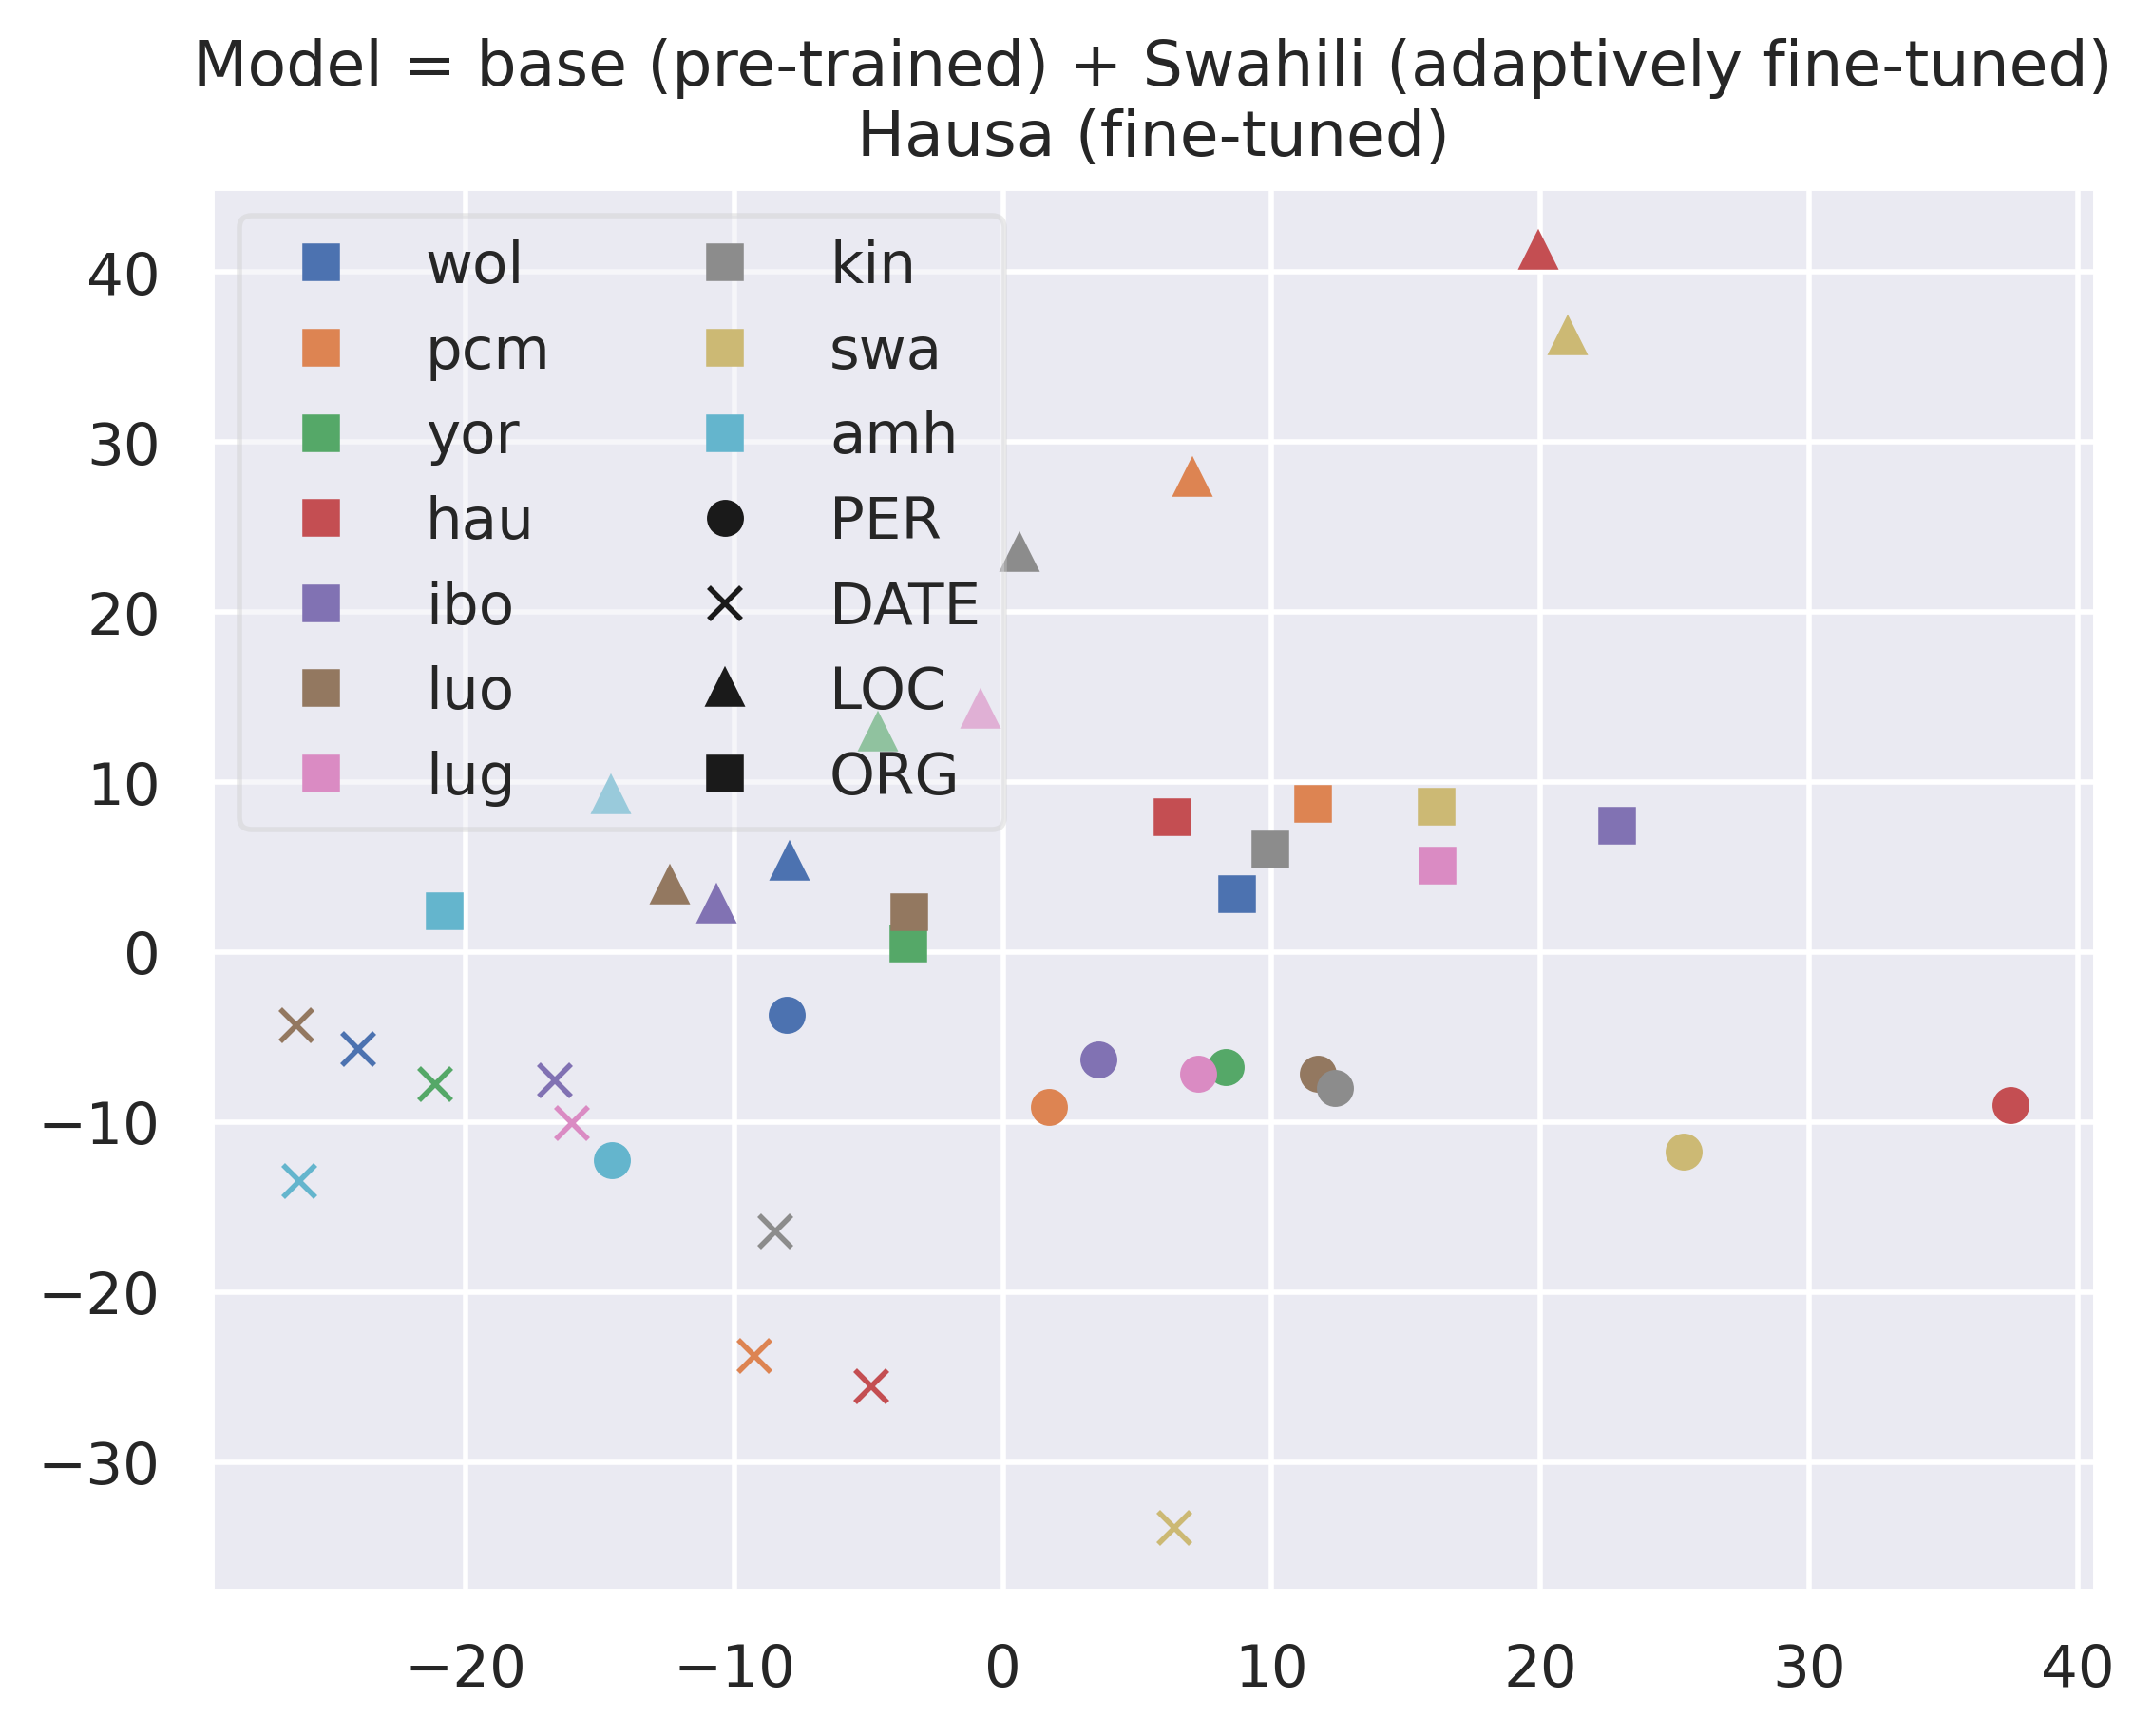 Model = base (pre-trained) + Swahili (adaptively fine-tuned)
Hausa (fine-tuned)
wol
pcm
yor
hau
ibo
luo
lug
kin
swa
amh
PER
DATE
LOC
ORG
40
30
20
10
0
−10
−20
−30
−20
−10
0
10
20
30
40